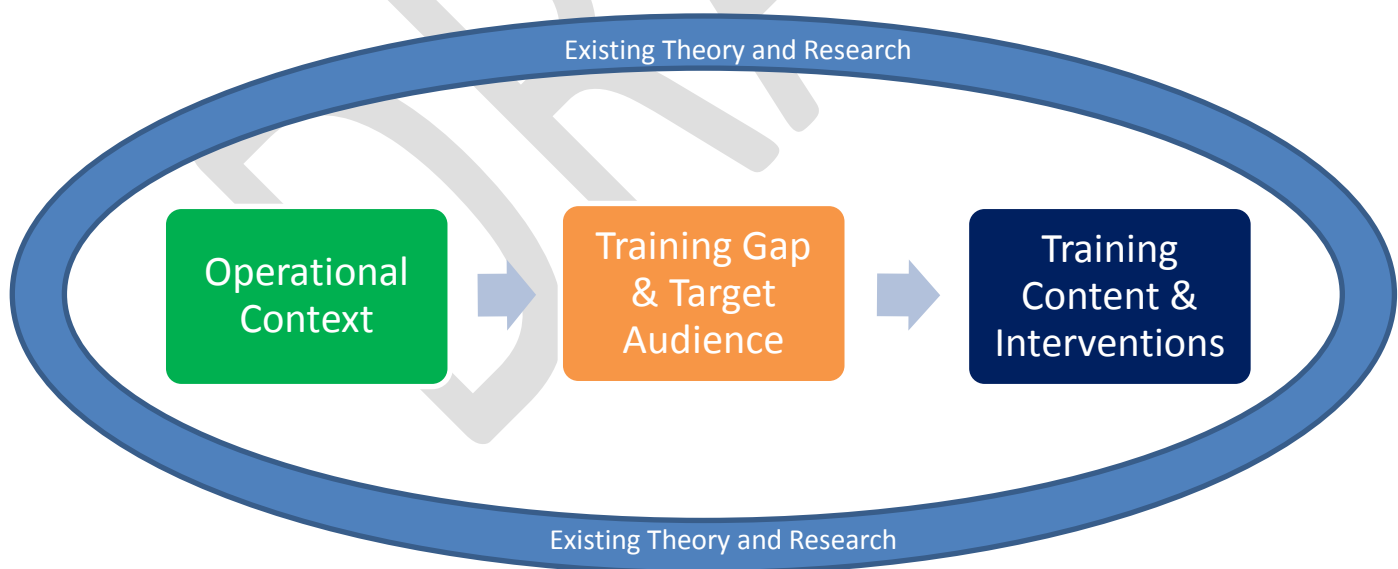 Existing Theory and Research
Operational
Context
Training Gap
& Target
Audience
Training
Content &
Interventions
Existing Theory and Research